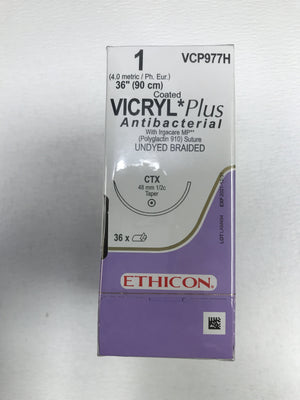 1
VCP977H
(4.0 metric / Ph. Eur.)
36" (90 cm)
Coated
VICRYL*Plus
Antibacterial
With Irgacare MP**
(Polyglactin 910) Suture
UNDYED BRAIDED
CTX
48 mm 1/2c
Taper
36 x
ETHICON